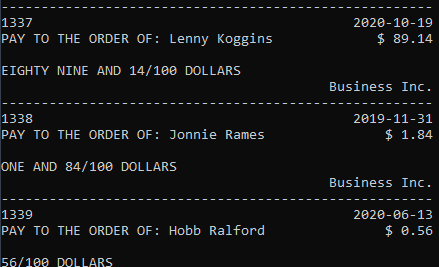 1337 2020-10-19
PAY TO THE ORDER OF: Lenny Koggins $ 89.14
EIGHTY NINE AND 14/100 DOLLARS
Business Inc.
1338 2019-11-31
PAY TO THE ORDER OF: Jonnie Rames $ 1.84
ONE AND 84/100 DOLLARS
Business Inc.
1339 2020-06-13
PAY TO THE ORDER OF: Hobb Ralford $ 0.56
56/100 DOLLARS